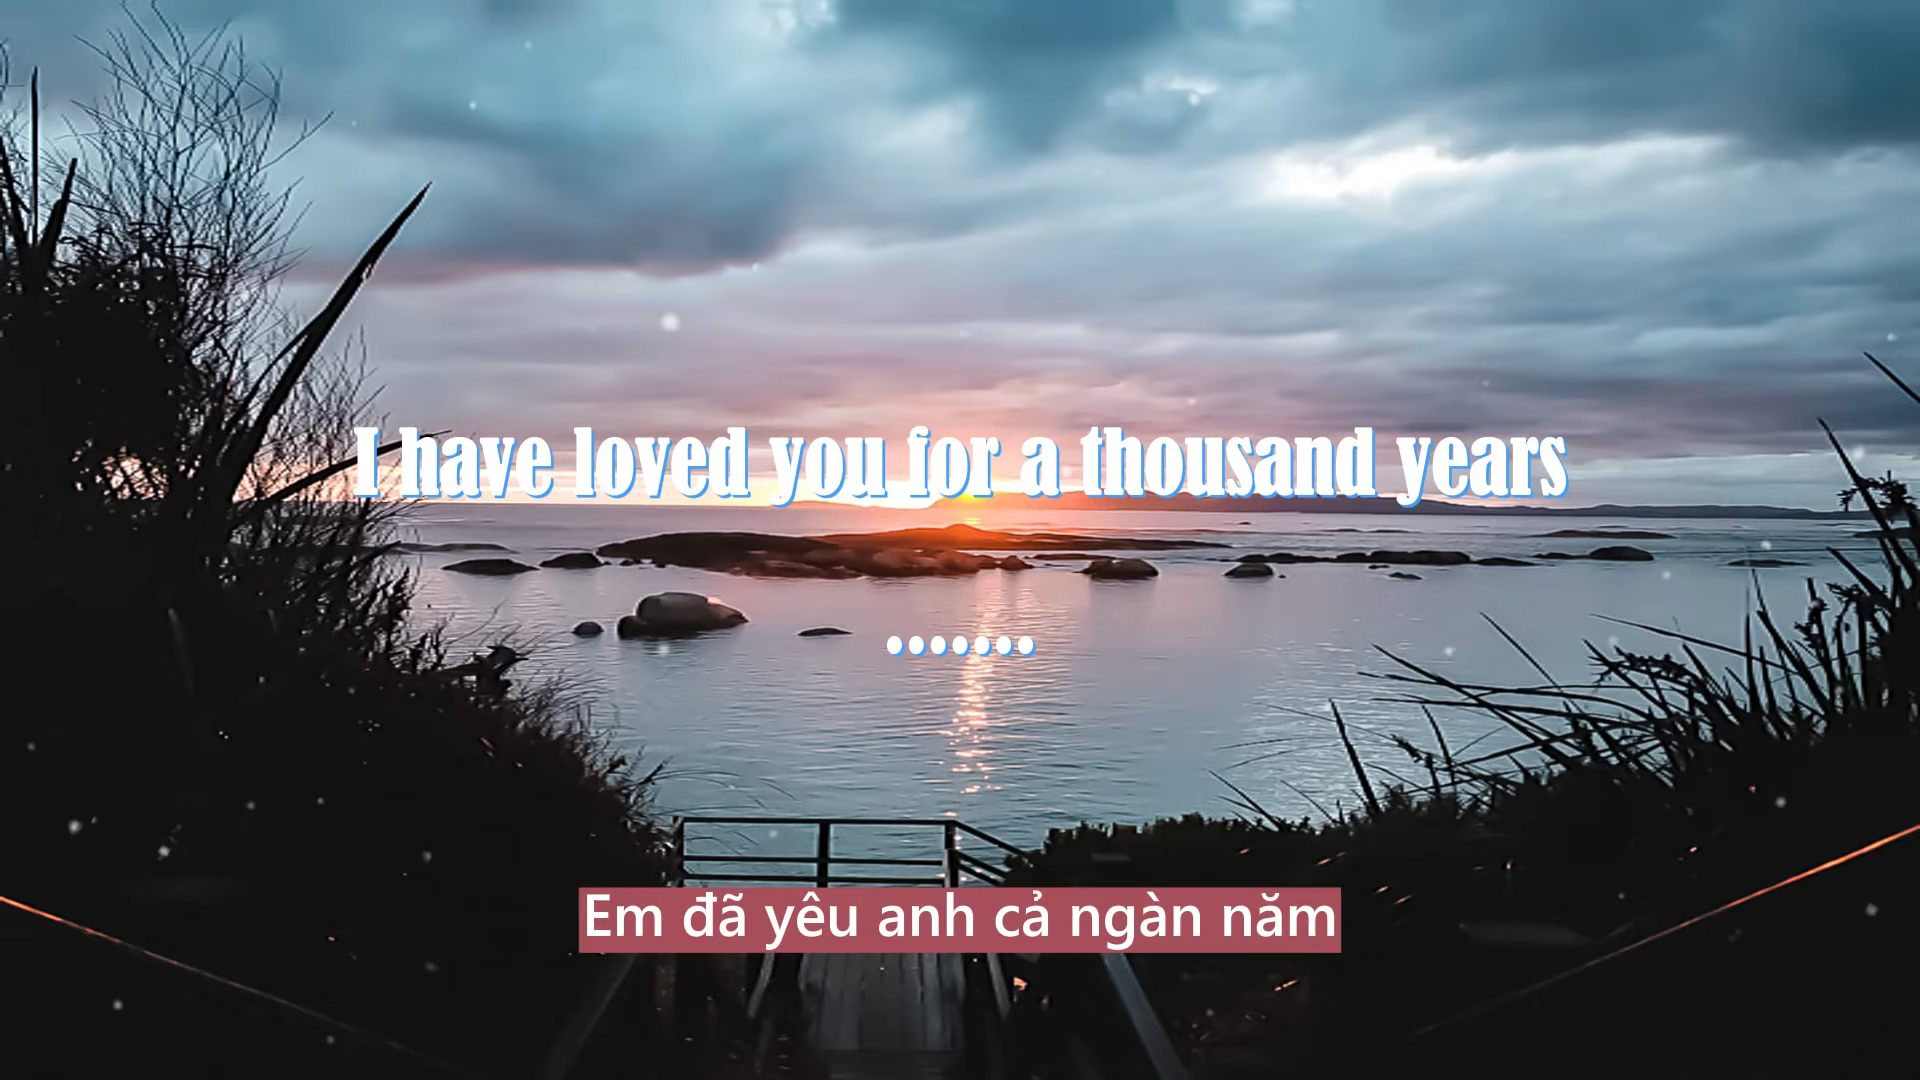 I have loved you for a thousand years
.......
Em đã yêu anh cả ngàn năm